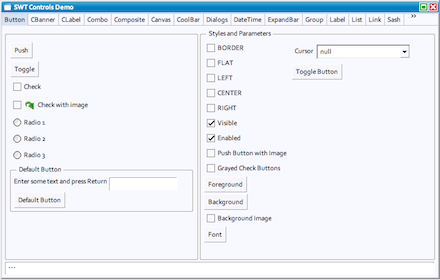 SWT Controls Demo
Button CBanner CLabel Combo Composite Canvas CoolBar Dialogs DateTime ExpandBar Group Label List Link Sash »
Push
Toggle
Check
Check with image
Radio 1
Radio 2
Radio 3
Default Button
Enter some text and press Return
Default Button
Styles and Parameters
BORDER
FLAT
LEFT
CENTER
RIGHT
Visible
Enabled
Push Button with Image
Grayed Check Buttons
Foreground
Background
Background Image
Font
Cursor null
Toggle Button
...